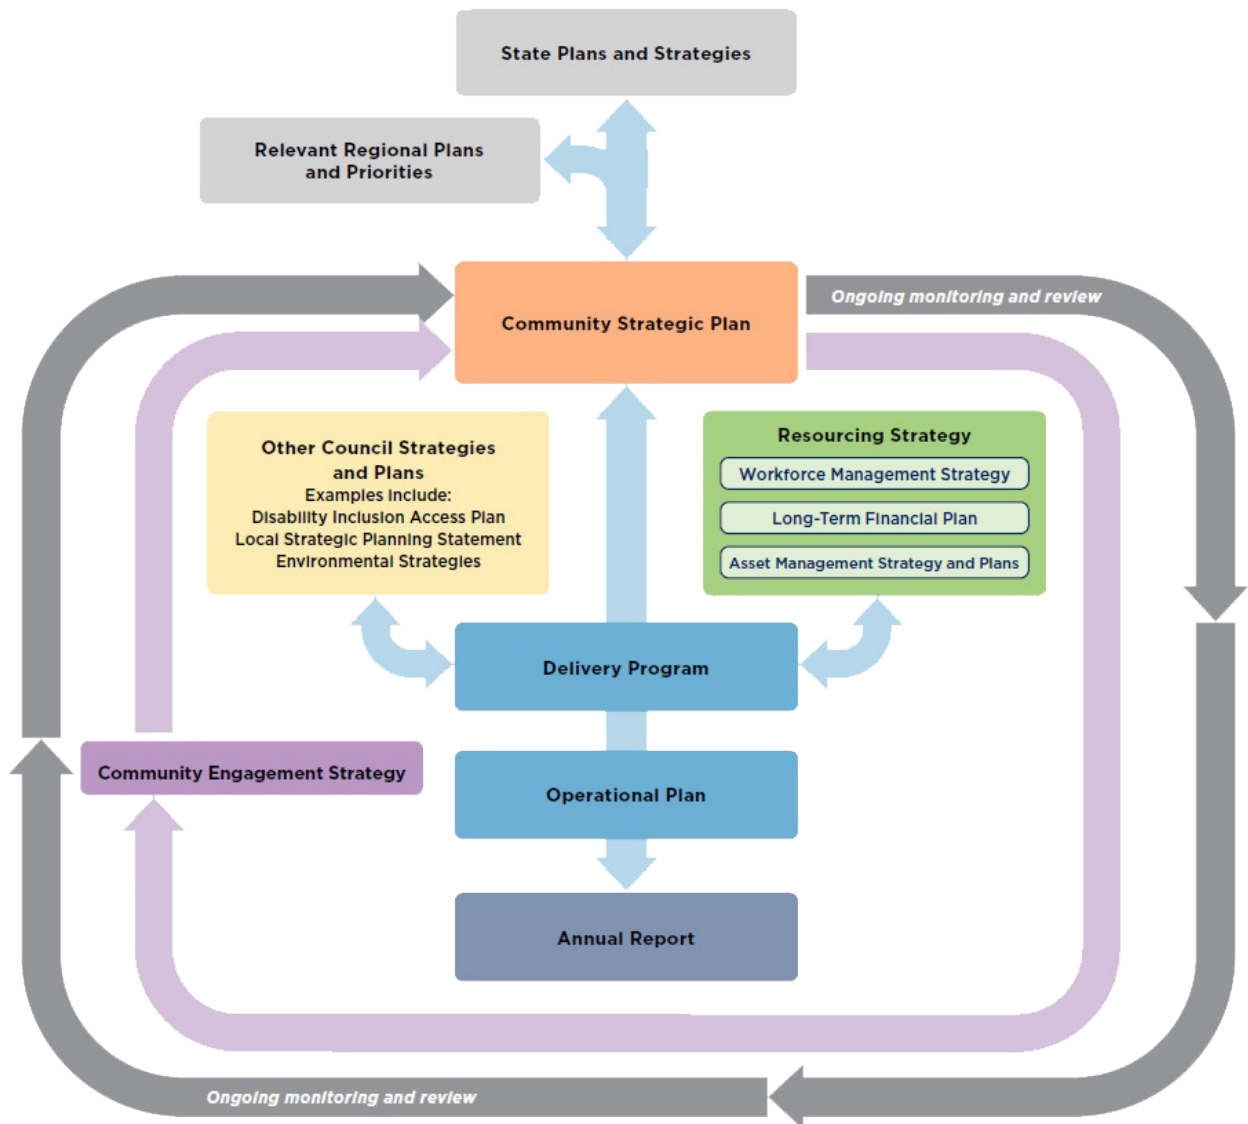 State Plans and Strategies
Relevant Regional Plans
and Priorities
Community Strategic Plan
Ongoing monitoring and review
Other Council Strategies
and Plans
Examples include:
Disability Inclusion Access Plan
Local Strategic Planning Statement
Environmental Strategies
Resourcing Strategy
Workforce Management Strategy
Long-Term Financial Plan
Asset Management Strategy and Plans
Delivery Program
Community Engagement Strategy
Operational Plan
Annual Report
Ongoing monitoring and review